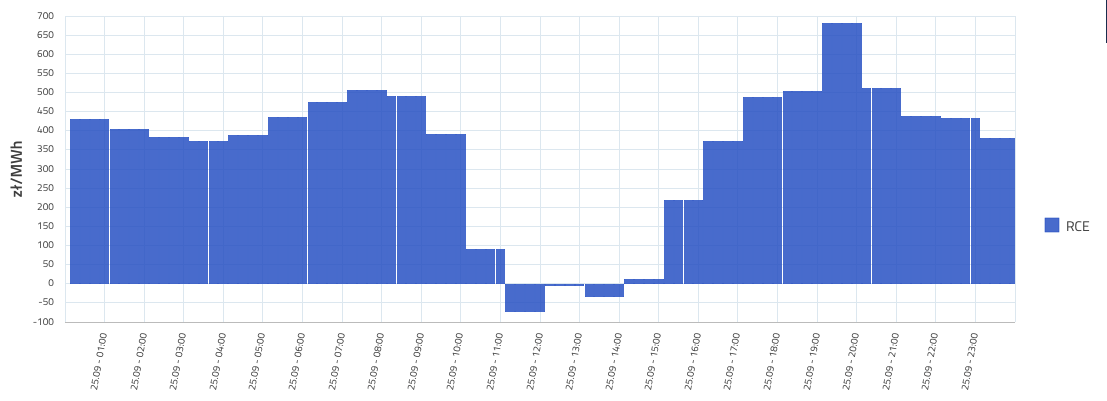 zł/MWh
700
650
600
550
500
450
400
350
300
250
200
150
100
50
0
-50
-100
25.09 - 01:00
25.09 - 02:00
25.09 - 03:00
25.09 - 04:00
25.09 - 05:00
25.09 - 06:00
25.09 - 07:00
25.09 - 08:00
25.09 - 09:00
25.09 - 10:00
25.09 - 11:00
25.09 - 12:00
25.09 - 13:00
25.09 - 14:00
25.09 - 15:00
25.09 - 16:00
25.09 - 17:00
25.09 - 18:00
25.09 - 19:00
25.09 - 20:00
25.09 - 21:00
25.09 - 22:00
25.09 - 23:00
RCE